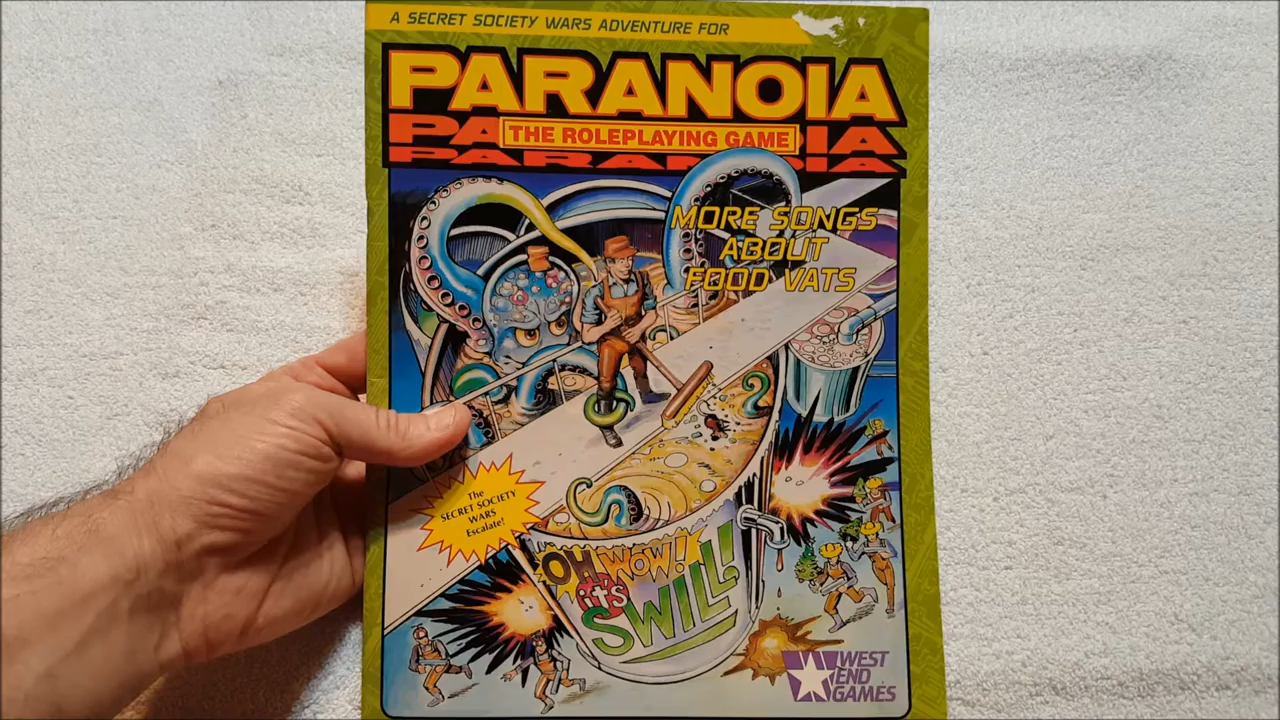 A SECRET SOCIETY WARS ADVENTURE FOR
PARANOIA
THE ROLEPLAYING GAME
MORE SONGS
ABOUT
FOOD VATS
The
SECRET SOCIETY
WARS
Escalate!
OH WOW!
it's
SWILL!
WEST
END
GAMES